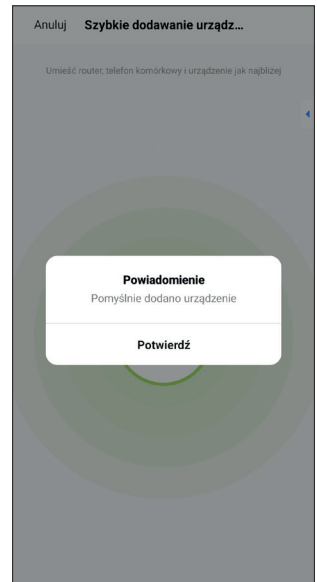 Anuluj Szybkie dodawanie urządz...
Umieść router, telefon komórkowy i urządzenie jak najbliżej
Powiadomienie
Pomyślnie dodano urządzenie
Potwierdź